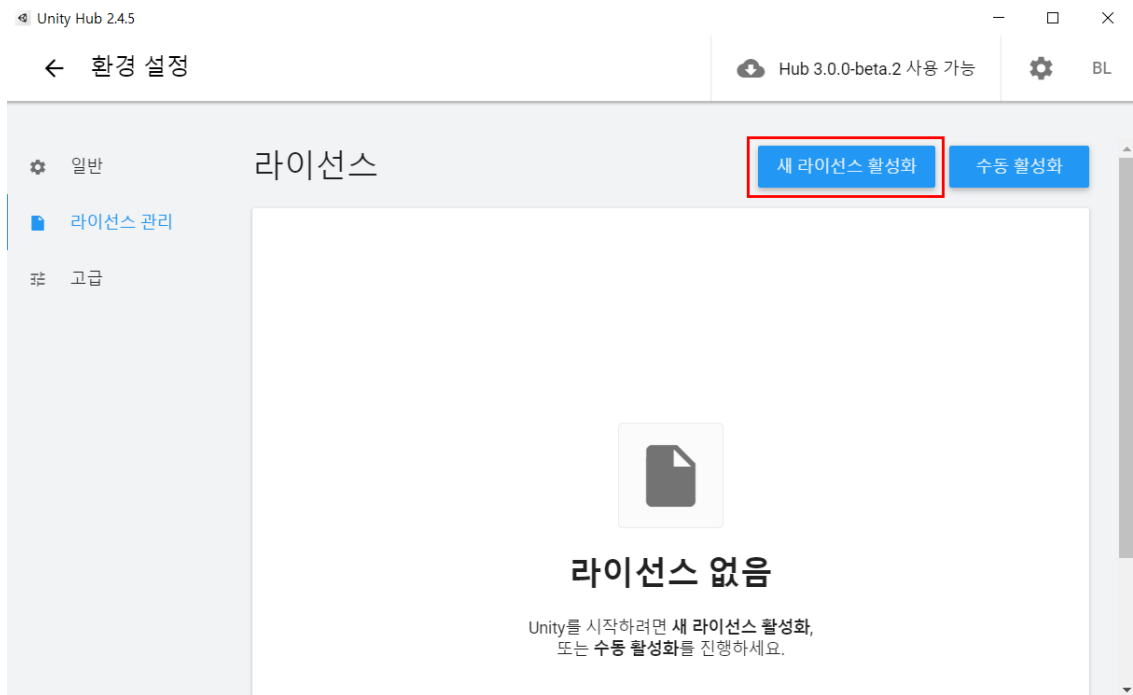 Unity Hub 2.4.5
환경 설정
Hub 3.0.0-beta.2 사용 가능
BL
일반
라이선스 관리
고급
라이선스
새 라이선스 활성화
수동 활성화
라이선스 없음
Unity를 시작하려면 새 라이선스 활성화,
또는 수동 활성화를 진행하세요.